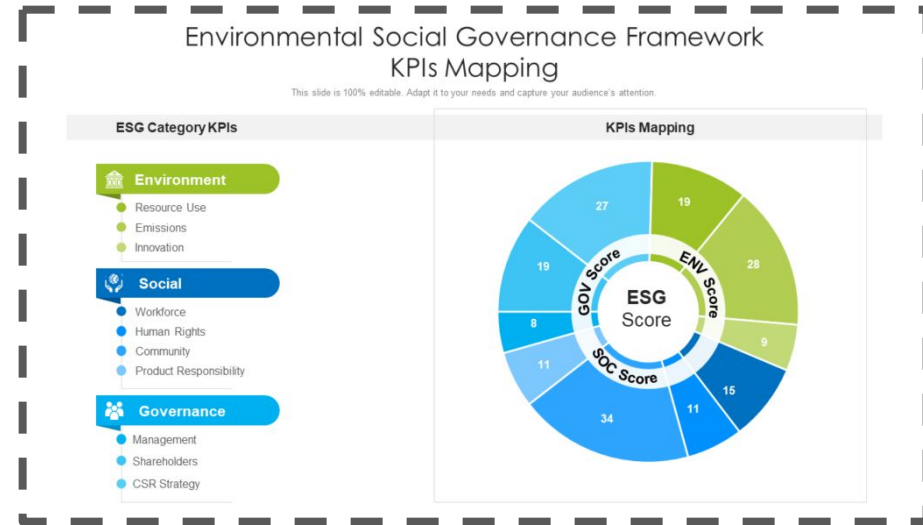 Environmental Social Governance Framework
KPIs Mapping
This slide is 100% editable. Adapt it to your needs and capture your audience's attention.
ESG Category KPIs
KPIs Mapping
Environment
Resource Use
Emissions
Innovation
Social
Workforce
Human Rights
Community
Product Responsibility
Governance
Management
Shareholders
CSR Strategy
19
28
9
15
11
34
11
8
19
27
ENV Score
SOC Score
GOV Score
ESG
Score